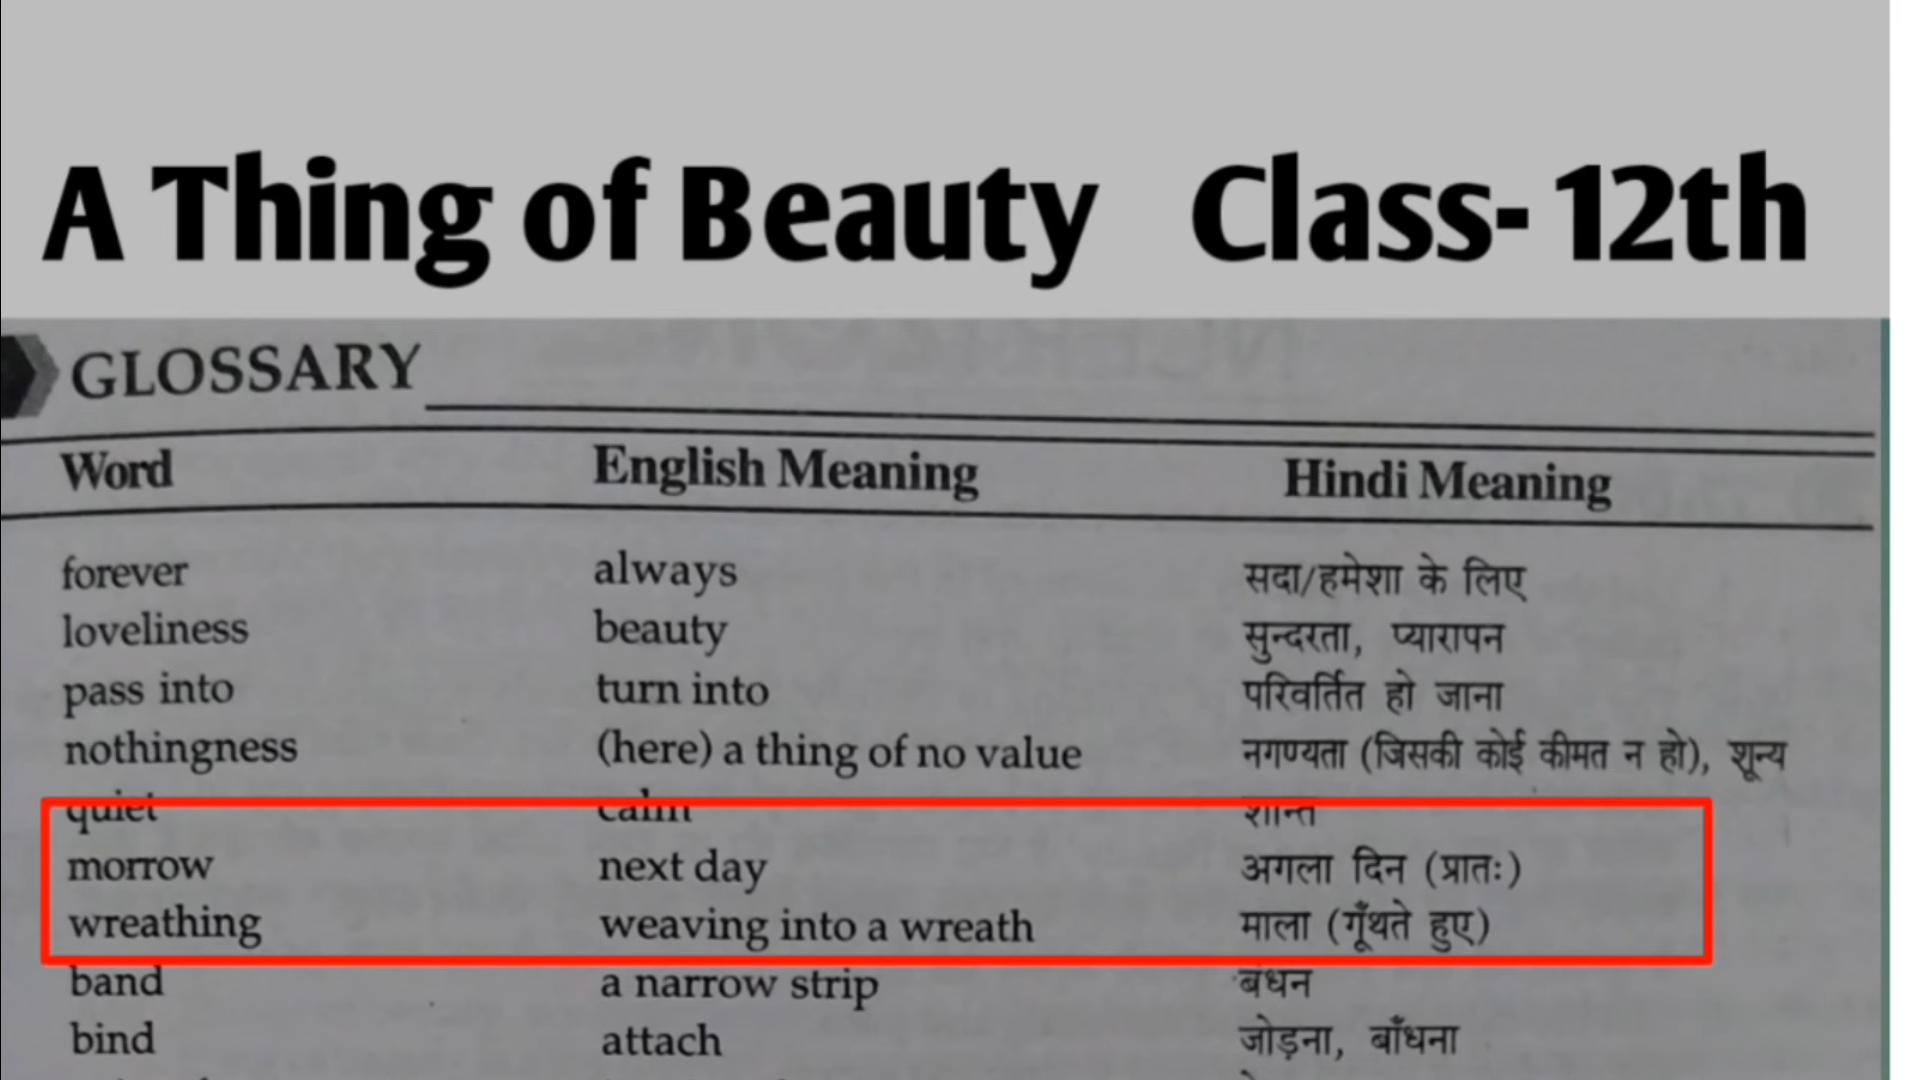 A Thing of Beauty Class- 12th
GLOSSARY
Word English Meaning Hindi Meaning
forever always सदा/हमेशा के लिए
loveliness beauty सुन्दरता, प्यारापन
pass into turn into परिवर्तित हो जाना
nothingness (here) a thing of no value नगण्यता (जिसकी कोई कीमत न हो), शून्य
quiet calm शान्त
morrow next day अगला दिन (प्रातः)
wreathing weaving into a wreath माला (गूँथते हुए)
band a narrow strip बंधन
bind attach जोड़ना, बाँधना